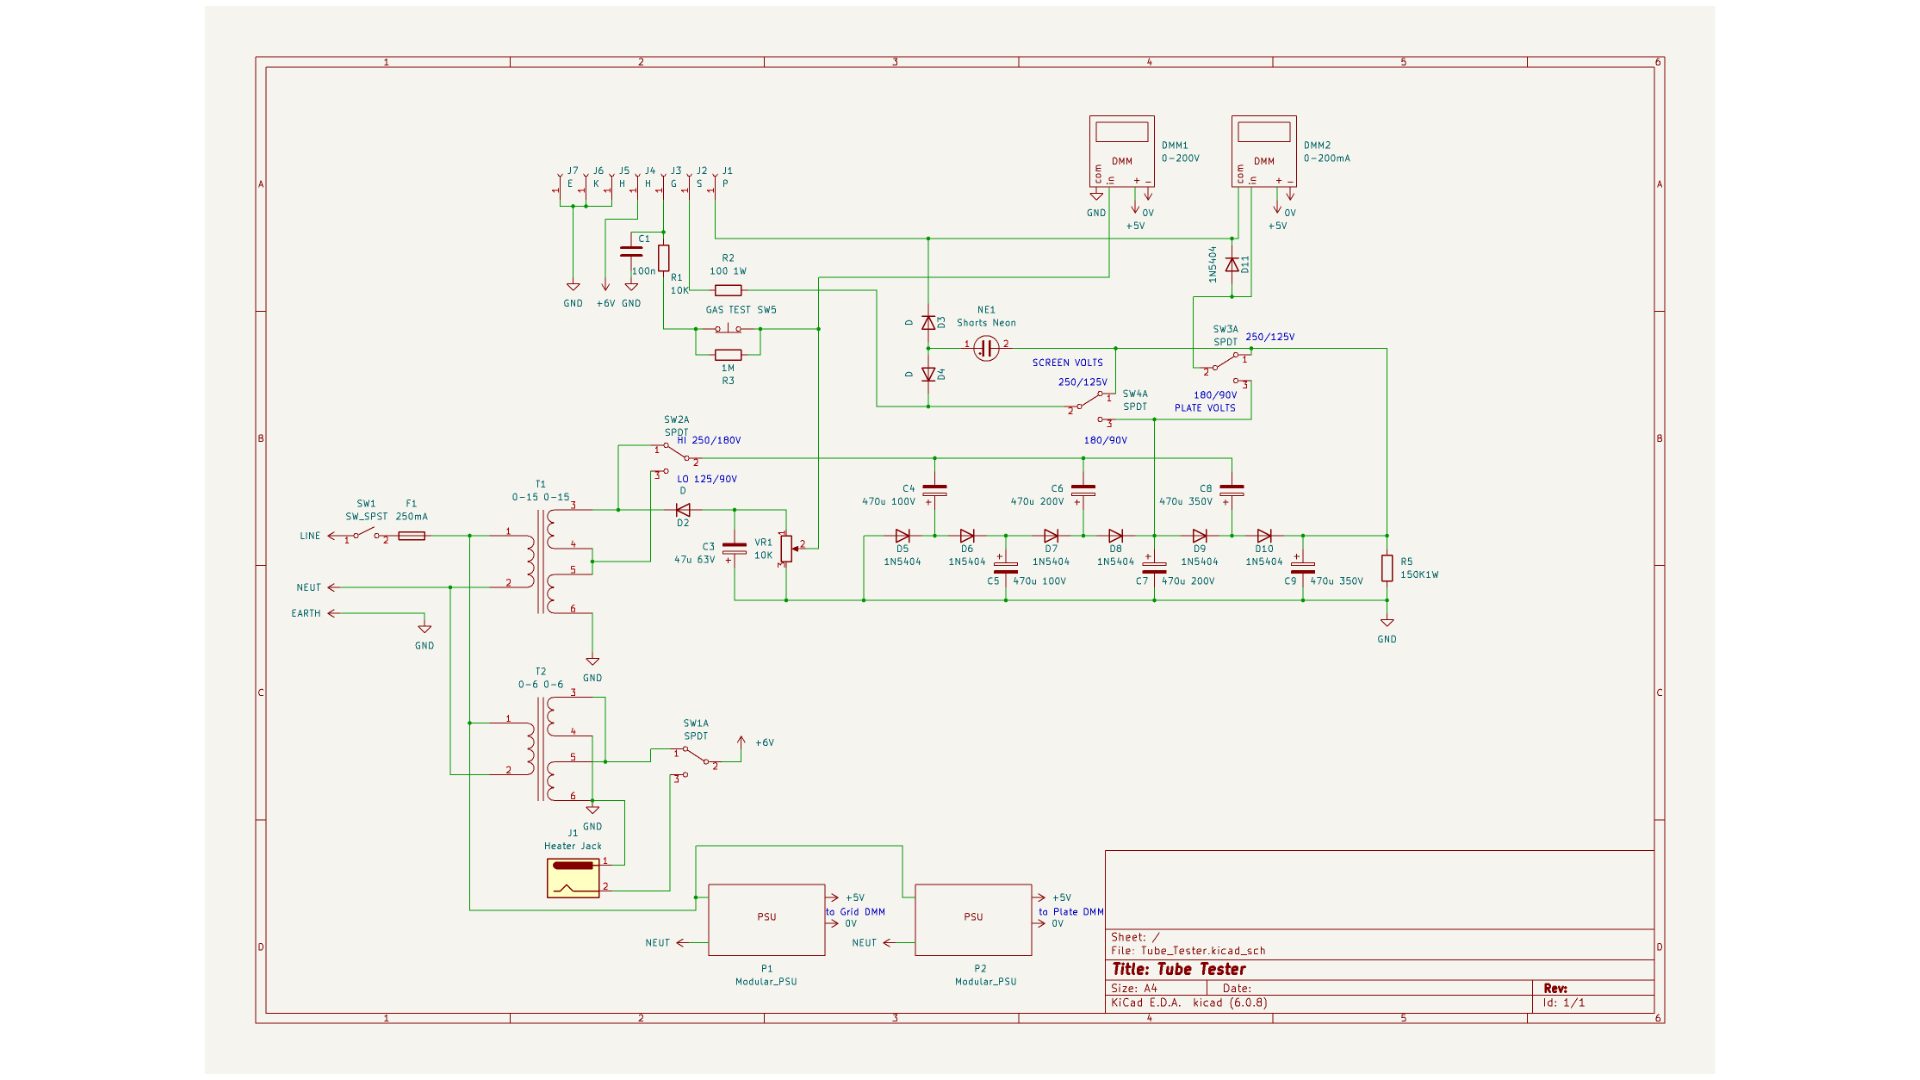 1 2 3 4 5 6
A A
B B
C C
D D
DMM
com in + -
DMM1
0-200V
GND
0V
+5V
DMM
com in + -
DMM2
0-200mA
0V
+5V
J7 J6 J5 J4 J3 J2 J1
E K H H G S P
1 1 1 1 1 1 1
C1
100n
GND +6V GND
R1
10K
R2
100 1W
GAS TEST SW5
1M
R3
1N5404
D11
D
D3
D
D4
NE1
Shorts Neon
1 2
SW3A
SPDT
250/125V
1
2
3
180/90V
PLATE VOLTS
SCREEN VOLTS
250/125V
SW4A
SPDT
1
2
3
180/90V
SW2A
SPDT
HI 250/180V
1
2
3
LO 125/90V
D
D2
T1
0-15 0-15
1
2
3
4
5
6
GND
SW1
SW_SPST
1 2
F1
250mA
LINE
NEUT
EARTH
GND
C3
47u 63V
+
VR1
10K
1
2
3
C4
470u 100V
+
C6
470u 200V
+
C8
470u 350V
+
D5
1N5404
D6
1N5404
D7
1N5404
D8
1N5404
D9
1N5404
D10
1N5404
+
C5 470u 100V
+
C7 470u 200V
+
C9 470u 350V
R5
150K1W
GND
T2
0-6 0-6
1
2
3
4
5
6
GND
SW1A
SPDT
1
2
3
+6V
J1
Heater Jack
1
2
PSU
+5V
to Grid DMM
0V
NEUT
P1
Modular_PSU
PSU
+5V
to Plate DMM
0V
NEUT
P2
Modular_PSU
Sheet: /
File: Tube_Tester.kicad_sch
Title: Tube Tester
Size: A4 Date: Rev:
KiCad E.D.A. kicad (6.0.8) Id: 1/1
1 2 3 4 5 6